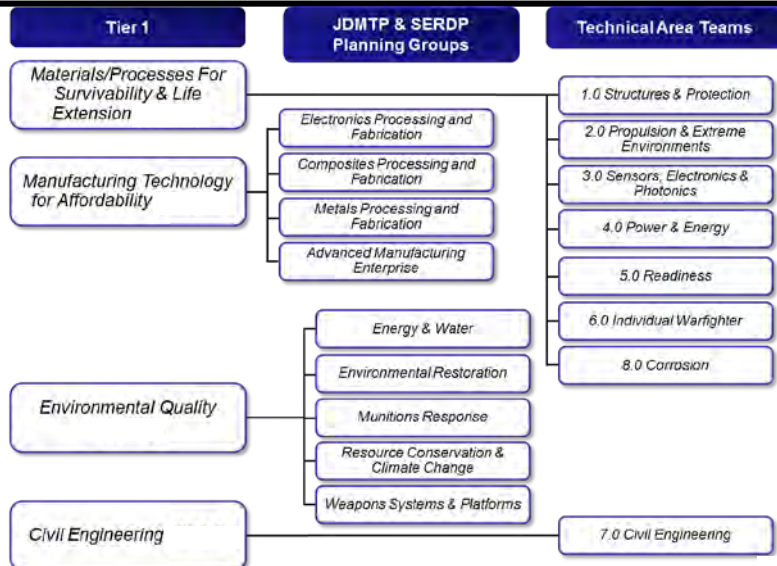 Tier 1
JDMTP & SERDP
Planning Groups
Technical Area Teams
Materials/Processes For
Survivability & Life
Extension
Manufacturing Technology
for Affordability
Environmental Quality
Civil Engineering
Electronics Processing and
Fabrication
Composites Processing and
Fabrication
Metals Processing and
Fabrication
Advanced Manufacturing
Enterprise
Energy & Water
Environmental Restoration
Munitions Response
Resource Conservation &
Climate Change
Weapons Systems & Platforms
1.0 Structures & Protection
2.0 Propulsion & Extreme
Environments
3.0 Sensors, Electronics &
Photonics
4.0 Power & Energy
5.0 Readiness
6.0 Individual Warfighter
8.0 Corrosion
7.0 Civil Engineering